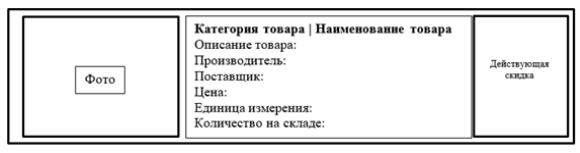 Фото
Категория товара | Наименование товара
Описание товара:
Производитель:
Поставщик:
Цена:
Единица измерения:
Количество на складе:
Действующая
скидка